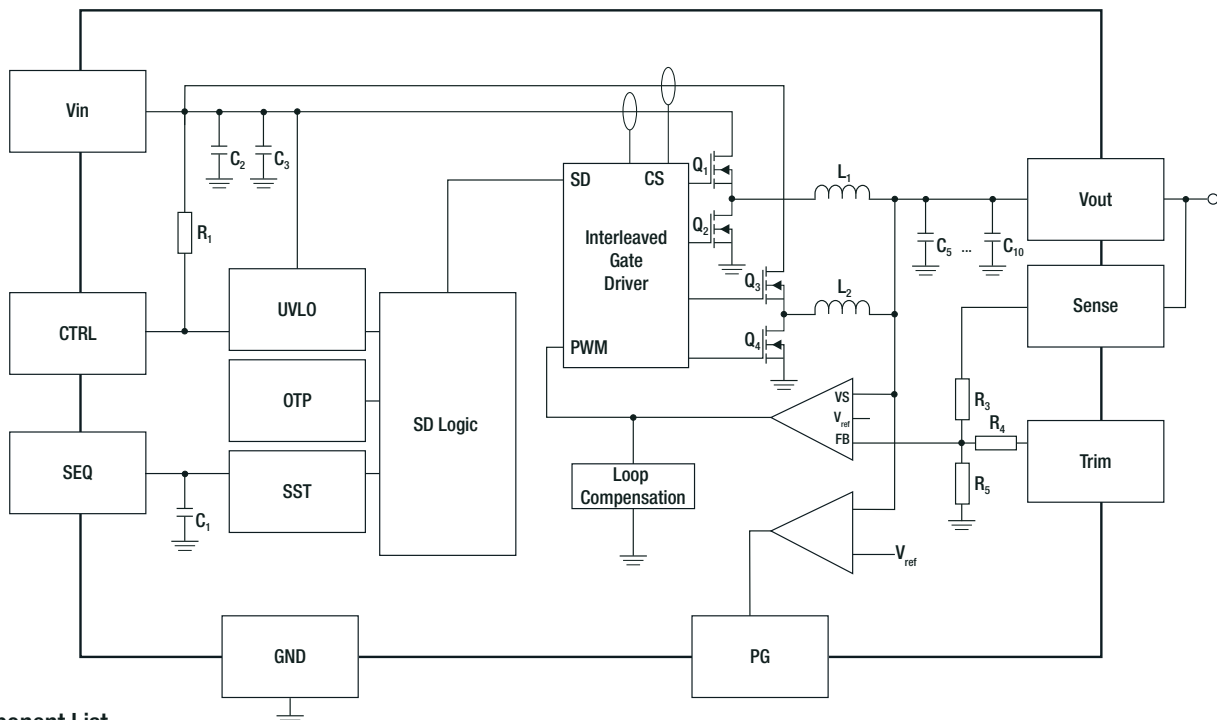 Vin
C₂
C₃
R₁
CTRL
UVLO
OTP
SEQ
C₁
SST
SD Logic
SD
CS
Interleaved
Gate
Driver
PWM
Q₁
Q₂
Q₃
Q₄
L₁
L₂
C₅ ... C₁₀
Vout
Sense
VS
Vref
FB
R₃
R₄
R₅
Trim
Loop
Compensation
Vref
GND
PG